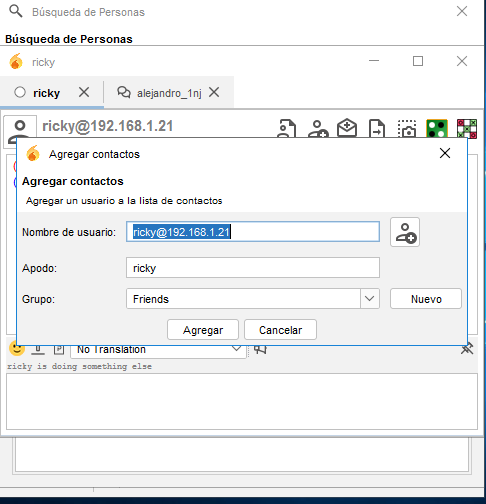 Búsqueda de Personas
Búsqueda de Personas
ricky
ricky
alejandro_1nj
ricky@192.168.1.21
Agregar contactos
Agregar contactos
Agregar un usuario a la lista de contactos
Nombre de usuario: ricky@192.168.1.21
Apodo: ricky
Grupo: Friends Nuevo
Agregar Cancelar
No Translation
ricky is doing something else